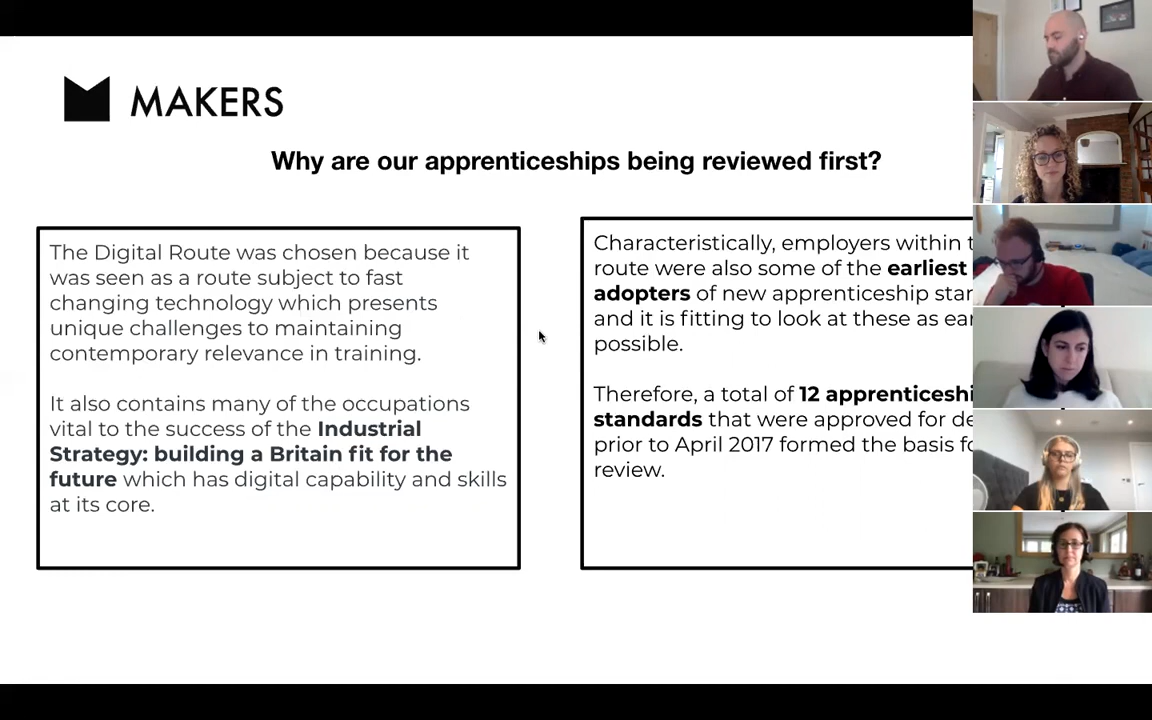 MAKERS
Why are our apprenticeships being reviewed first?
The Digital Route was chosen because it
was seen as a route subject to fast
changing technology which presents
unique challenges to maintaining
contemporary relevance in training.
It also contains many of the occupations
vital to the success of the Industrial
Strategy: building a Britain fit for the
future which has digital capability and skills
at its core.
Characteristically, employers within
route were also some of the earliest
adopters of new apprenticeship
and it is fitting to look at these as
possible.
Therefore, a total of 12
standards that were approved for
prior to April 2017 formed the basis
review.